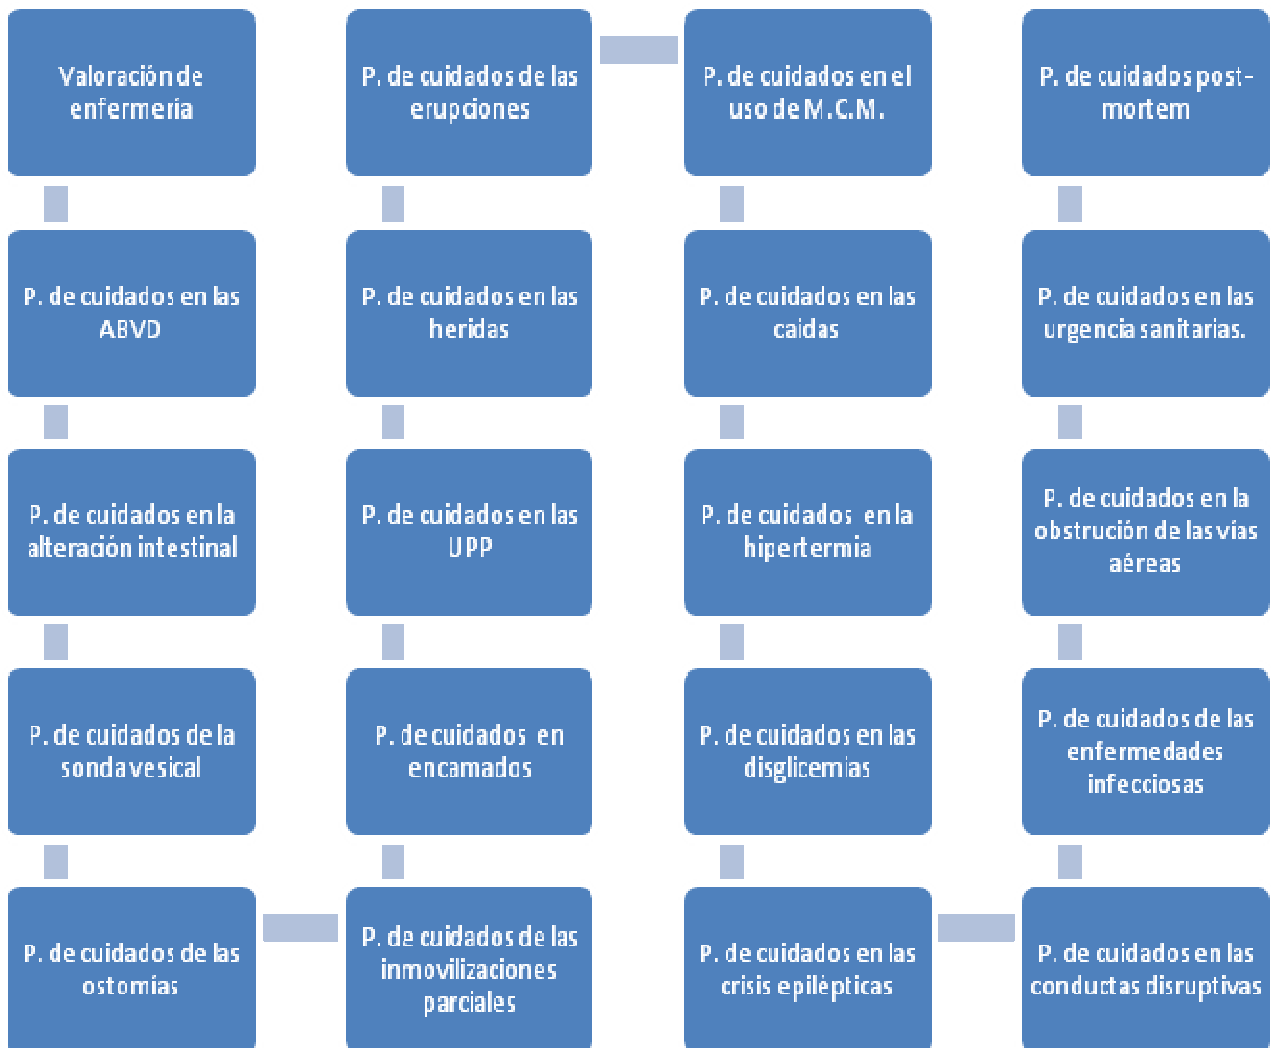 Valoración de
enfermería
P. de cuidados en las
ABVD
P. de cuidados en la
alteración intestinal
P. de cuidados de la
sonda vesical
P. de cuidados de las
ostomías
P. de cuidados de las
inmovilizaciones
parciales
P. de cuidados en
encamados
P. de cuidados en las
UPP
P. de cuidados en las
heridas
P. de cuidados de las
erupciones
P. de cuidados en el
uso de M.C.M.
P. de cuidados en las
caídas
P. de cuidados en la
hipertermia
P. de cuidados en las
disglicemias
P. de cuidados en las
crisis epilépticas
P. de cuidados en las
conductas disruptivas
P. de cuidados de las
enfermedades
infecciosas
P. de cuidados en la
obstrución de las vías
aéreas
P. de cuidados en las
urgencia sanitarias.
P. de cuidados post-
mortem